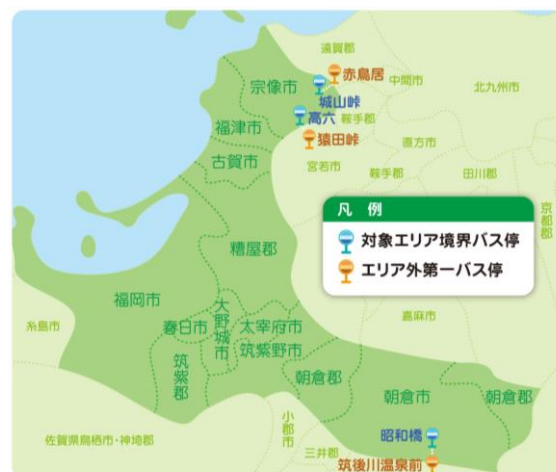 遠賀郡
赤鳥居
宗像市
中間市
北九州市
城山峠
高六
鞍手郡
福津市
猿田峠
直方市
古賀市
宮若市
鞍手郡
田川郡
京都郡
凡例
対象エリア境界バス停
エリア外第一バス停
糟屋郡
福岡市
大野城市
太宰府市
嘉麻市
糸島市
春日市
筑紫野市
筑紫郡
朝倉郡
朝倉市
朝倉郡
小郡市
昭和橋
佐賀県鳥栖市・神埼郡
三井郡
筑後川温泉前